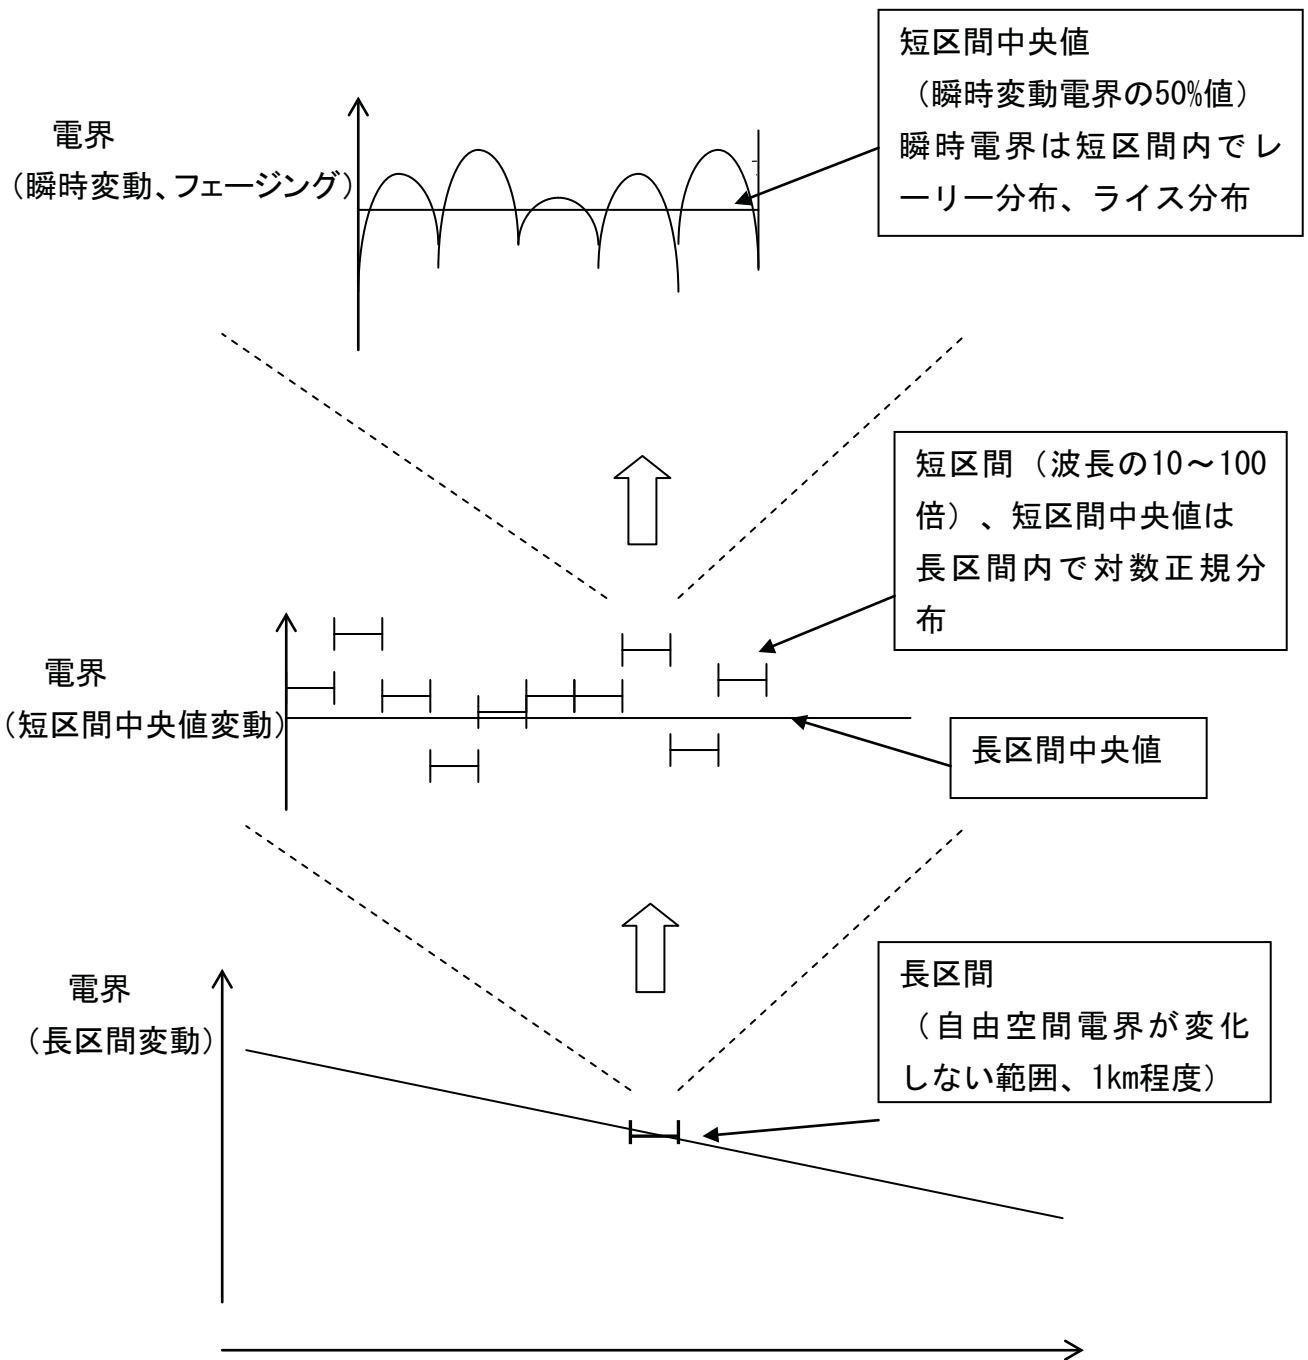 短区間中央値
（瞬時変動電界の50%値）
瞬時電界は短区間内でレ
ーリー分布、ライス分布
電界
（瞬時変動、フェージング）
短区間（波長の10～100
倍）、短区間中央値は
長区間内で対数正規分
布
電界
（短区間中央値変動）
長区間中央値
電界
（長区間変動）
長区間
（自由空間電界が変化
しない範囲、1km程度）